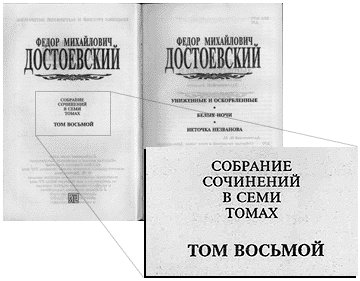 ФЕДОР МИХАЙЛОВИЧ
ДОСТОЕВСКИЙ
СОБРАНИЕ
СОЧИНЕНИЙ
В СЕМИ
ТОМАХ
ТОМ ВОСЬМОЙ
ФЕДОР МИХАЙЛОВИЧ
ДОСТОЕВСКИЙ
УНИЖЕННЫЕ И ОСКОРБЛЕННЫЕ
БЕЛЫЕ НОЧИ
НЕТОЧКА НЕЗВАНОВА
СОБРАНИЕ
СОЧИНЕНИЙ
В СЕМИ
ТОМАХ
ТОМ ВОСЬМОЙ